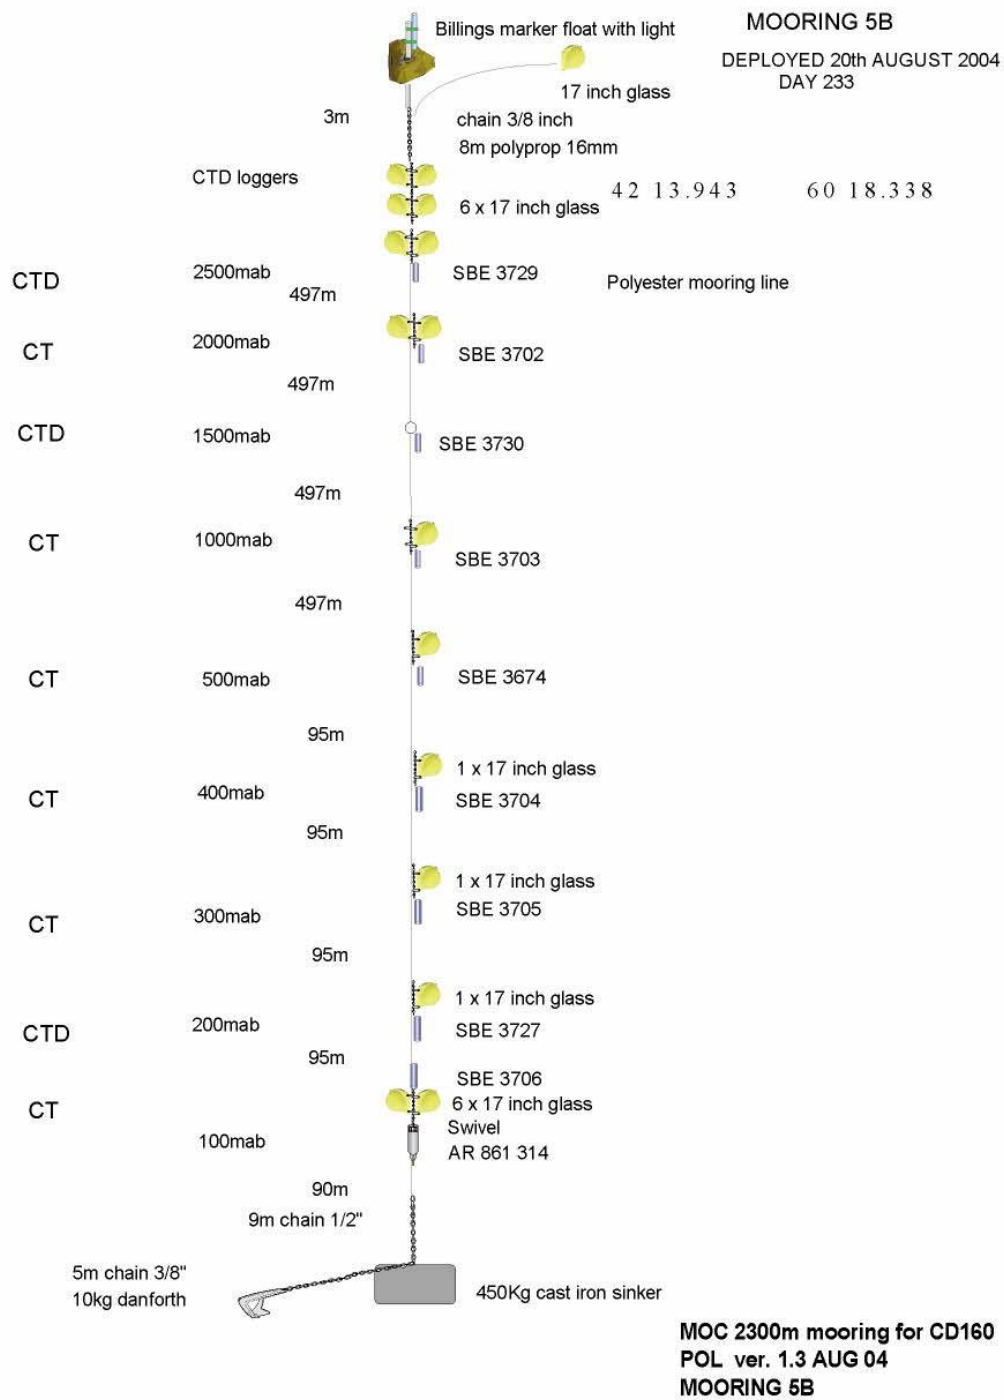 MOORING 5B
Billings marker float with light
DEPLOYED 20th AUGUST 2004
DAY 233
17 inch glass
3m
chain 3/8 inch
8m polyprop 16mm
CTD loggers
42 13.943 60 18.338
6 x 17 inch glass
CTD 2500mab SBE 3729 Polyester mooring line
497m
CT 2000mab SBE 3702
497m
CTD 1500mab SBE 3730
497m
CT 1000mab SBE 3703
497m
CT 500mab SBE 3674
95m
1 x 17 inch glass
CT 400mab SBE 3704
95m
1 x 17 inch glass
CT 300mab SBE 3705
95m
1 x 17 inch glass
CTD 200mab SBE 3727
95m
SBE 3706
CT 6 x 17 inch glass
Swivel
100mab AR 861 314
90m
9m chain 1/2"
5m chain 3/8"
10kg danforth
450Kg cast iron sinker
MOC 2300m mooring for CD160
POL ver. 1.3 AUG 04
MOORING 5B